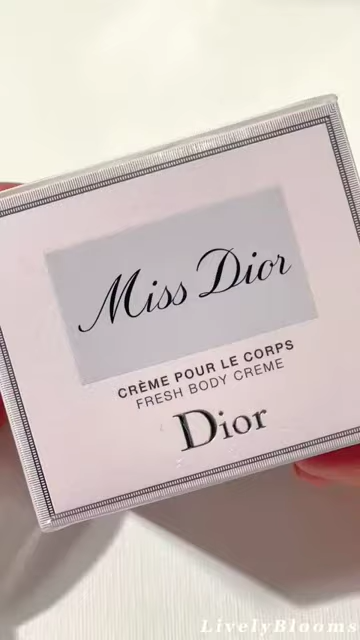 Miss Dior
CRÈME POUR LE CORPS
FRESH BODY CREME
Dior
LivelyBlooms